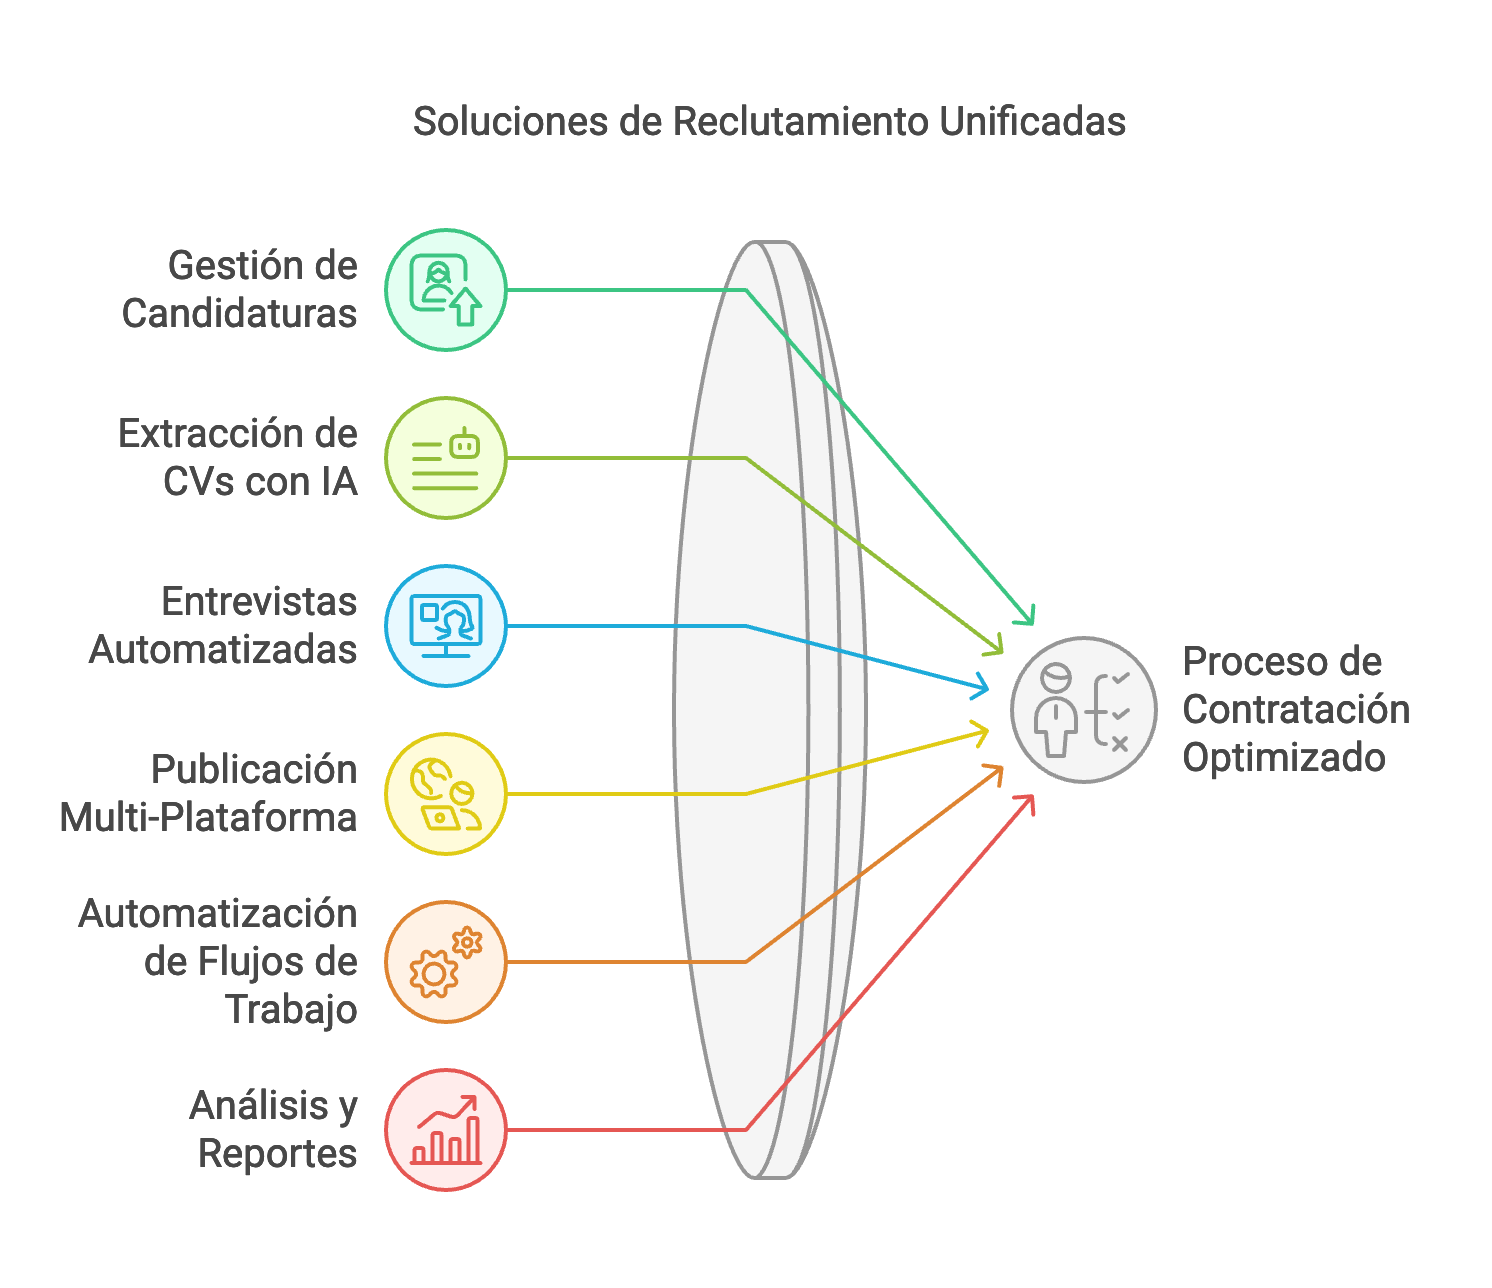 Soluciones de Reclutamiento Unificadas
Gestión de
Candidaturas
Extracción de
CVs con IA
Entrevistas
Automatizadas
Publicación
Multi-Plataforma
Automatización
de Flujos de
Trabajo
Análisis y
Reportes
Proceso de
Contratación
Optimizado